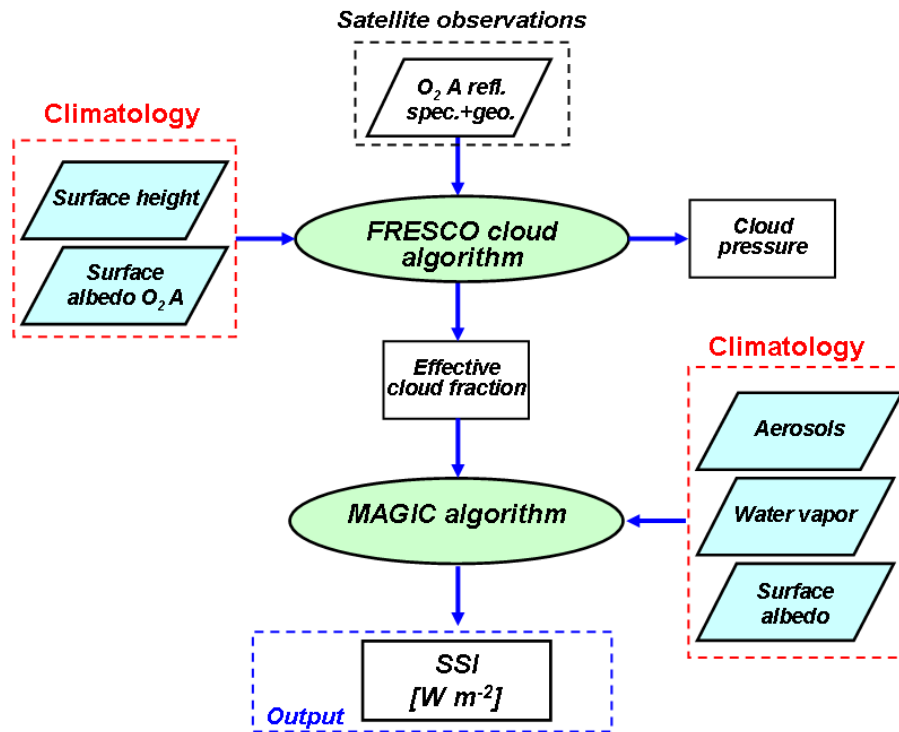 Satellite observations
O₂ A refl.
spec.+geo.
Climatology
Surface height
Surface
albedo O₂ A
FRESCO cloud
algorithm
Cloud
pressure
Effective
cloud fraction
Climatology
Aerosols
Water vapor
Surface
albedo
MAGIC algorithm
SSI
[W m⁻²]
Output